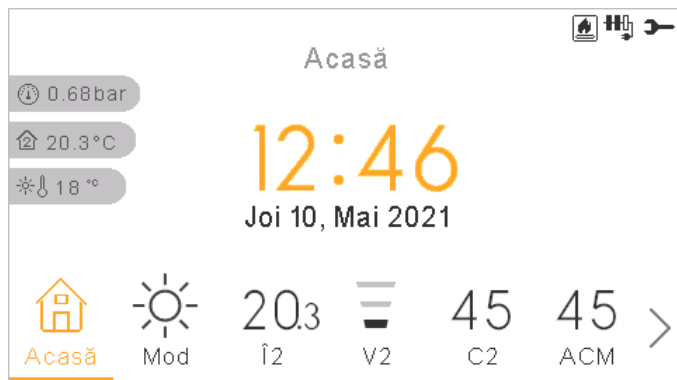 Acasă
0.68bar
2 20.3°C
18 °C
12:46
Joi 10, Mai 2021
20.3 45 45
Acasă Mod Î2 V2 C2 ACM